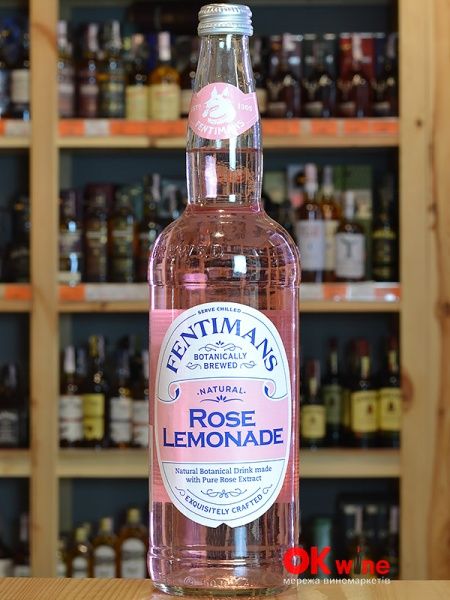 1905
FENTIMANS
SERVE CHILLED
FENTIMANS
BOTANICALLY
BREWED
NATURAL
ROSE
LEMONADE
Natural Botanical Drink made
with Pure Rose Extract
EXQUISITELY CRAFTED
OK wine
мережа виномаркетів